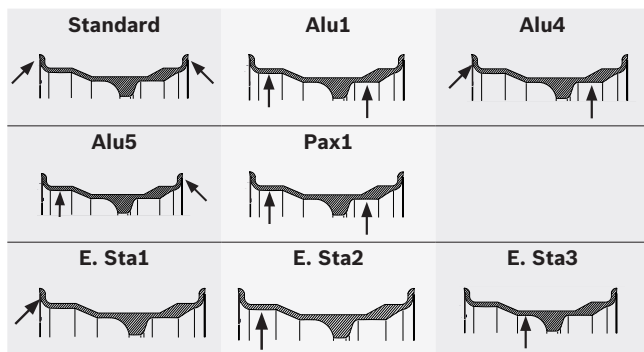 Standard
Alu1
Alu4
Alu5
Pax1
E. Sta1
E. Sta2
E. Sta3